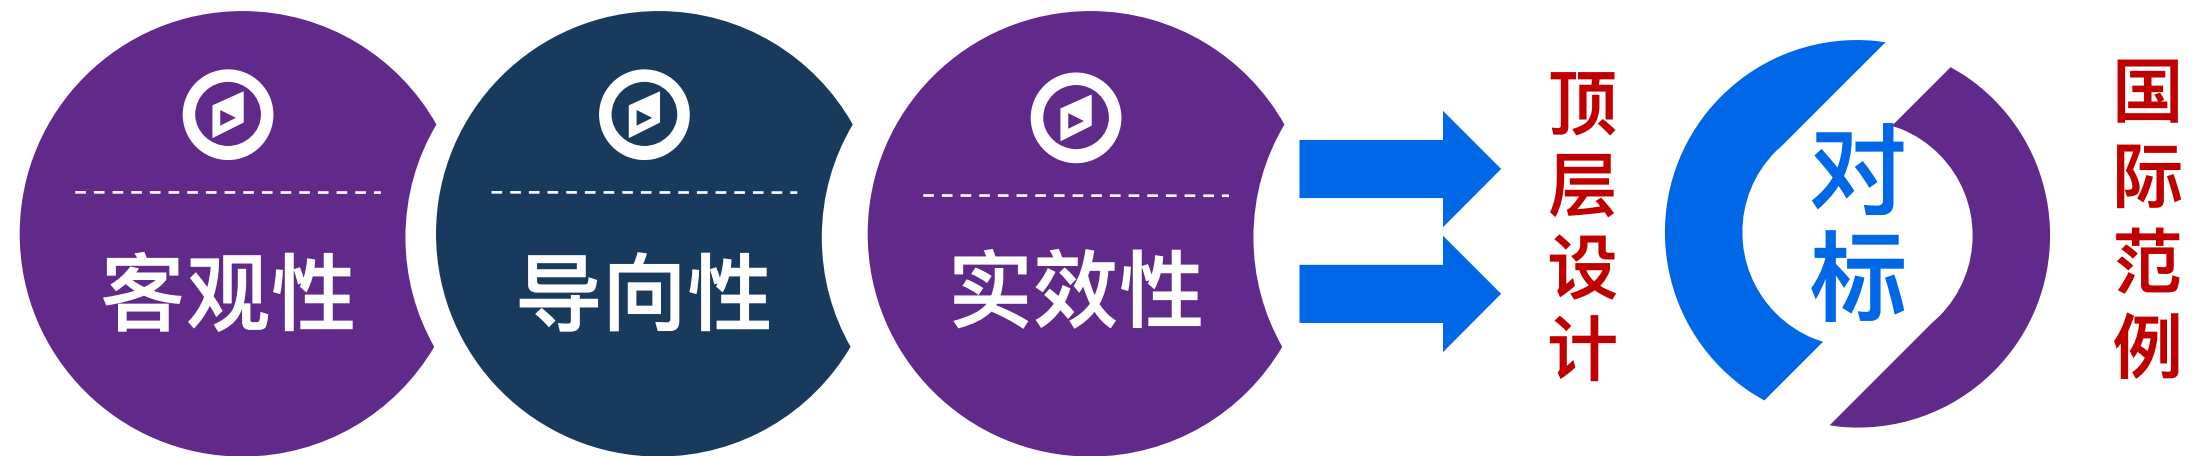 客观性
导向性
实效性
顶层设计
对标
国际范例